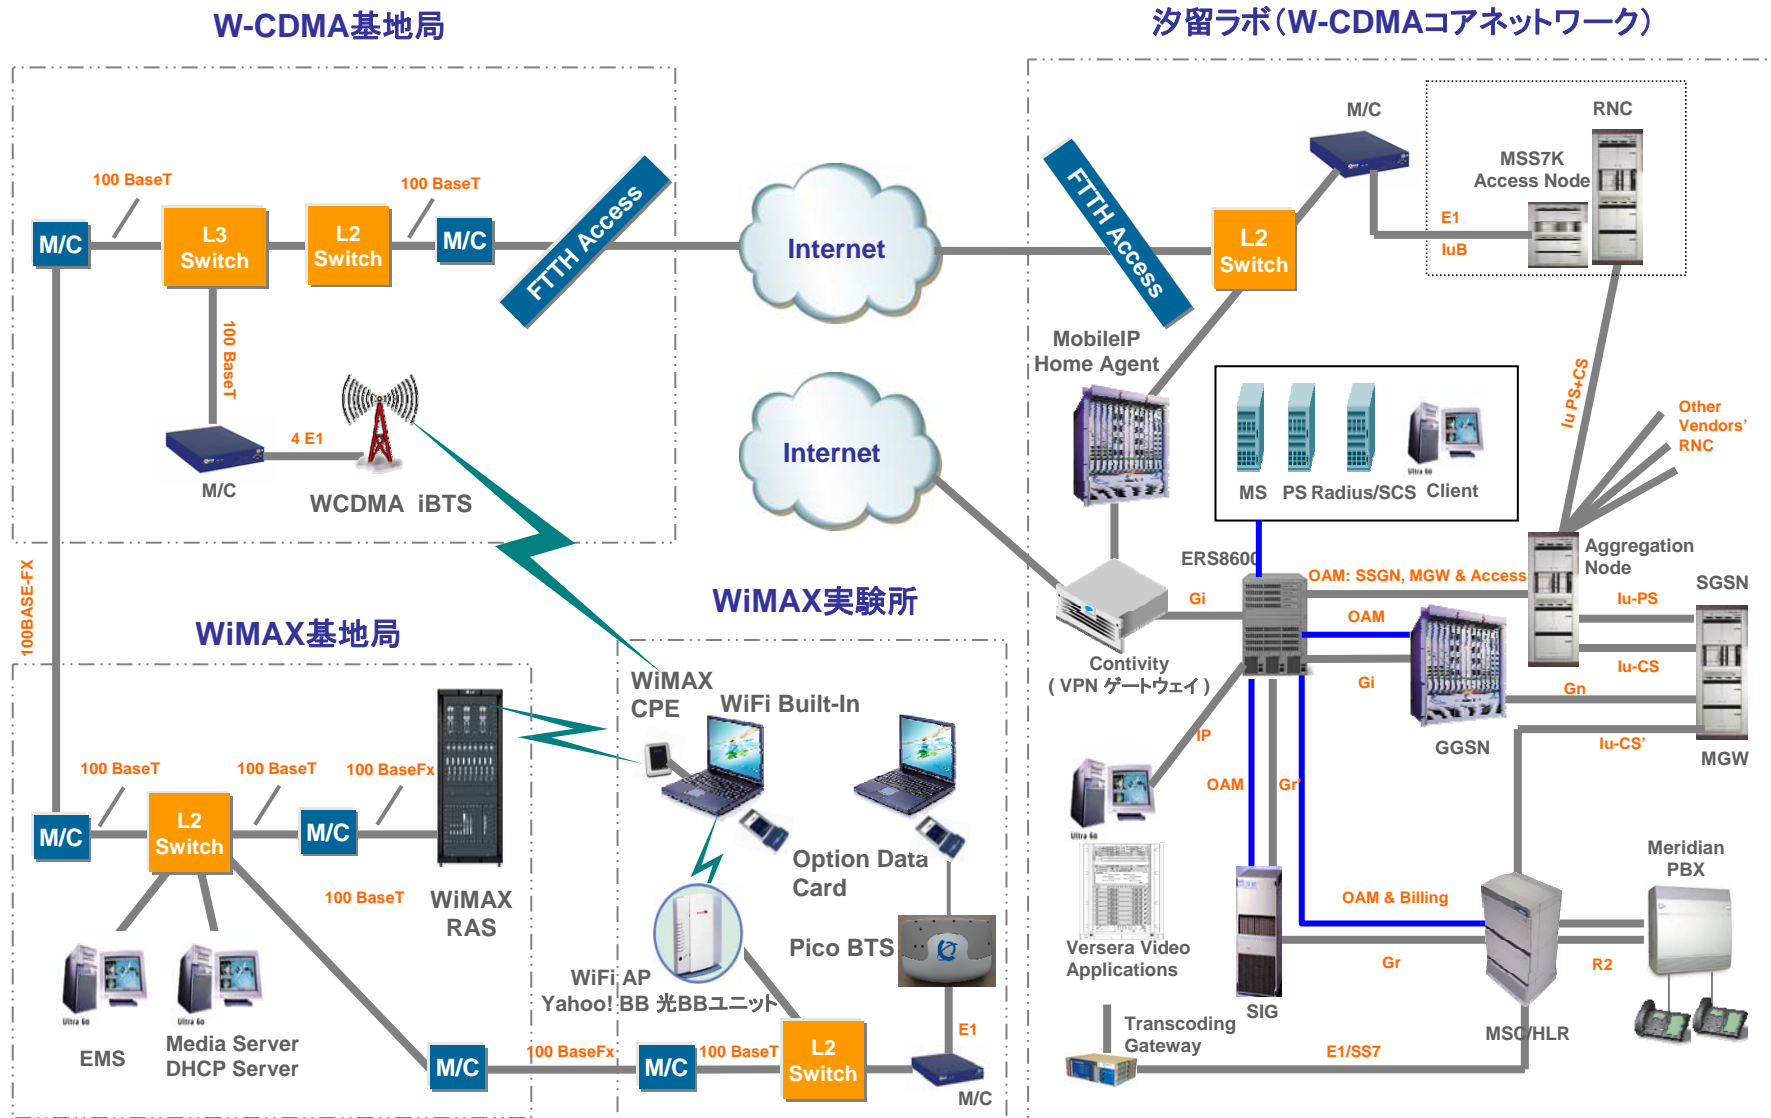 W-CDMA基地局
汐留ラボ(W-CDMAコアネットワーク)
100 BaseT
100 BaseT
M/C
L3
Switch
L2
Switch
M/C
FTTH Access
Internet
FTTH Access
L2
Switch
M/C
RNC
MSS7K
Access Node
E1
IuB
100 BaseT
4 E1
M/C
WCDMA iBTS
Internet
MobileIP
Home Agent
MS
PS
Radius/SCS
Ultra 60
Client
Iu PS+CS
Other
Vendors'
RNC
100BASE-FX
ERS8600
OAM: SSGN, MGW & Access
Aggregation
Node
SGSN
Gi
OAM
Iu-PS
Iu-CS
Gi
Gn
Contivity
(VPN ゲートウェイ)
GGSN
Iu-CS'
MGW
IP
OAM
Gr'
Ultra 60
OAM & Billing
Meridian
PBX
Versera Video
Applications
Gr
R2
SIG
MSC/HLR
Transcoding
Gateway
E1/SS7
WiMAX基地局
100 BaseT
100 BaseT
100 BaseFx
M/C
L2
Switch
M/C
100 BaseT
WiMAX
RAS
Ultra 60
EMS
Ultra 60
Media Server
DHCP Server
M/C
100 BaseFx
WiMAX実験所
WiMAX
CPE
WiFi Built-In
Option Data
Card
Pico BTS
WiFi AP
Yahoo! BB 光BBユニット
M/C
100 BaseT
L2
Switch
E1
M/C